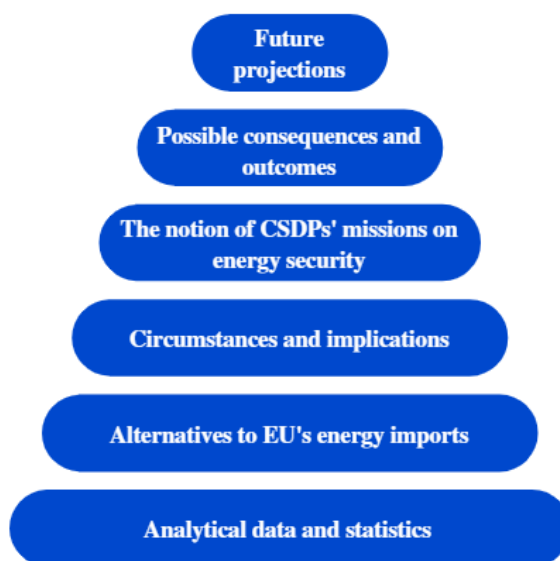 Future
projections
Possible consequences and
outcomes
The notion of CSDPs' missions on
energy security
Circumstances and implications
Alternatives to EU's energy imports
Analytical data and statistics